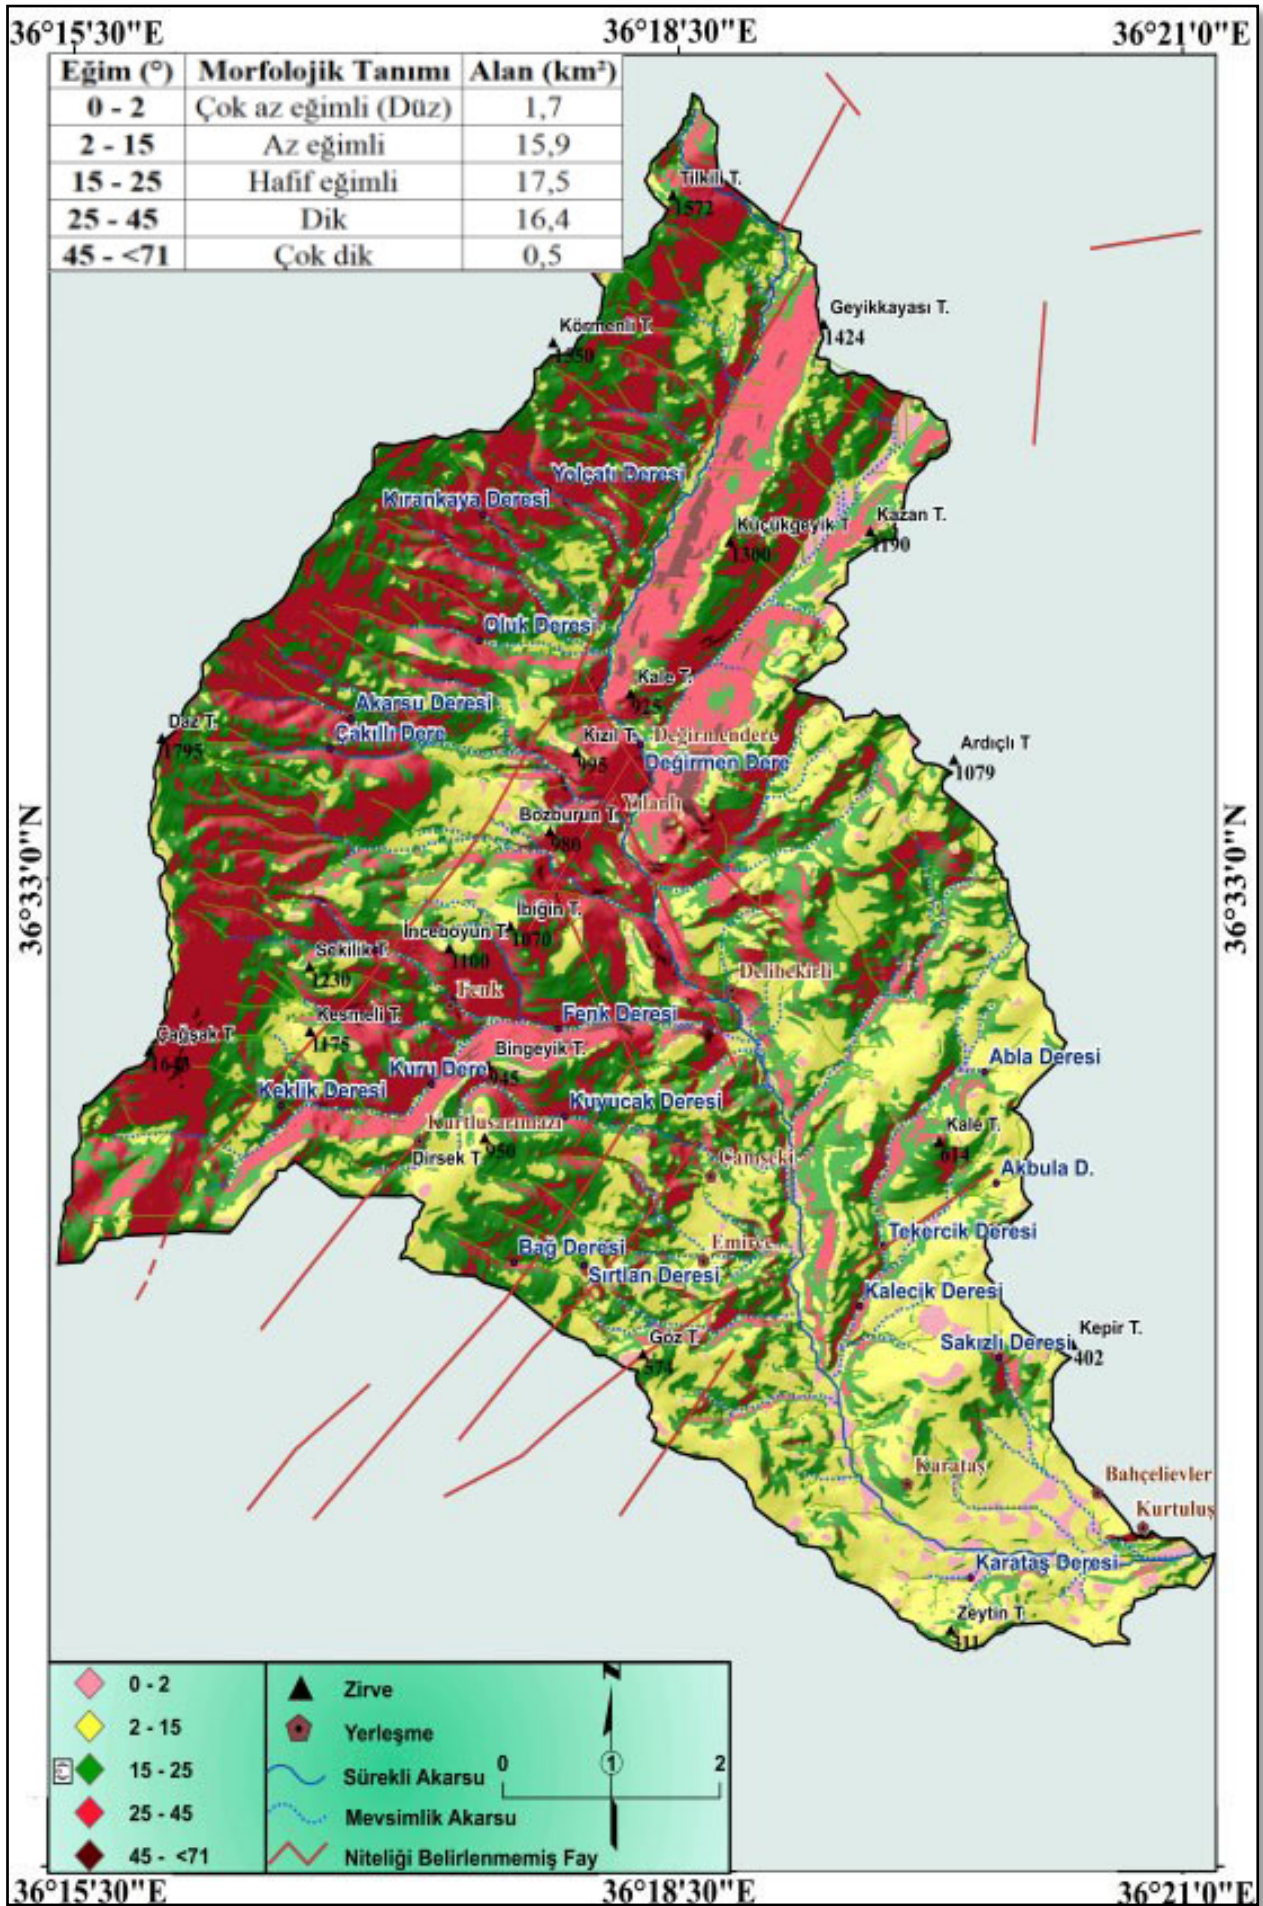 36°15'30"E 36°18'30"E 36°21'0"E
Eğim (°) Morfolojik Tanımı Alan (km²)
0 - 2 Çok az eğimli (Düz) 1,7
2 - 15 Az eğimli 15,9
15 - 25 Hafif eğimli 17,5
25 - 45 Dik 16,4
45 - <71 Çok dik 0,5
Tilkili T.
1572
Geyikkayası T.
1424
Körmenli T.
1550
Yolçatı Deresi
Kırankaya Deresi
Kazan T.
1190
Küçükgeyik T
1300
Oluk Deresi
Kale T.
925
Akarsu Deresi
Daz T.
1795
Çakıllı Dere
Kızıl T.
995
Değirmendere
Değirmen Dere
Ardıçlı T
1079
Yılanlı
Bozburun T.
980
36°33'0"N
36°33'0"N
İbiğin T.
1070
İnceboyun T.
1100
Sekilik T.
1230
Delibekirli
Fenk
Kesmeli T.
1175
Fenk Deresi
Çağşak T.
1643
Bingeyik T.
945
Abla Deresi
Kuru Dere
Keklik Deresi
Kuyucak Deresi
Kurtlusarımazı
950
Dirsek T.
Kale T.
614
Çamseki
Akbula D.
Tekercik Deresi
Bağ Deresi
Sırtlan Deresi
Kalecik Deresi
Göz T.
574
Kepir T.
402
Sakızlı Deresi
Karataş
Bahçelievler
Kurtuluş
Karataş Deresi
Zeytin T.
311
0 - 2
2 - 15
15 - 25
25 - 45
45 - <71
Zirve
Yerleşme
Sürekli Akarsu
Mevsimlik Akarsu
Niteliği Belirlenmemiş Fay
N
0 1 2
36°15'30"E 36°18'30"E 36°21'0"E